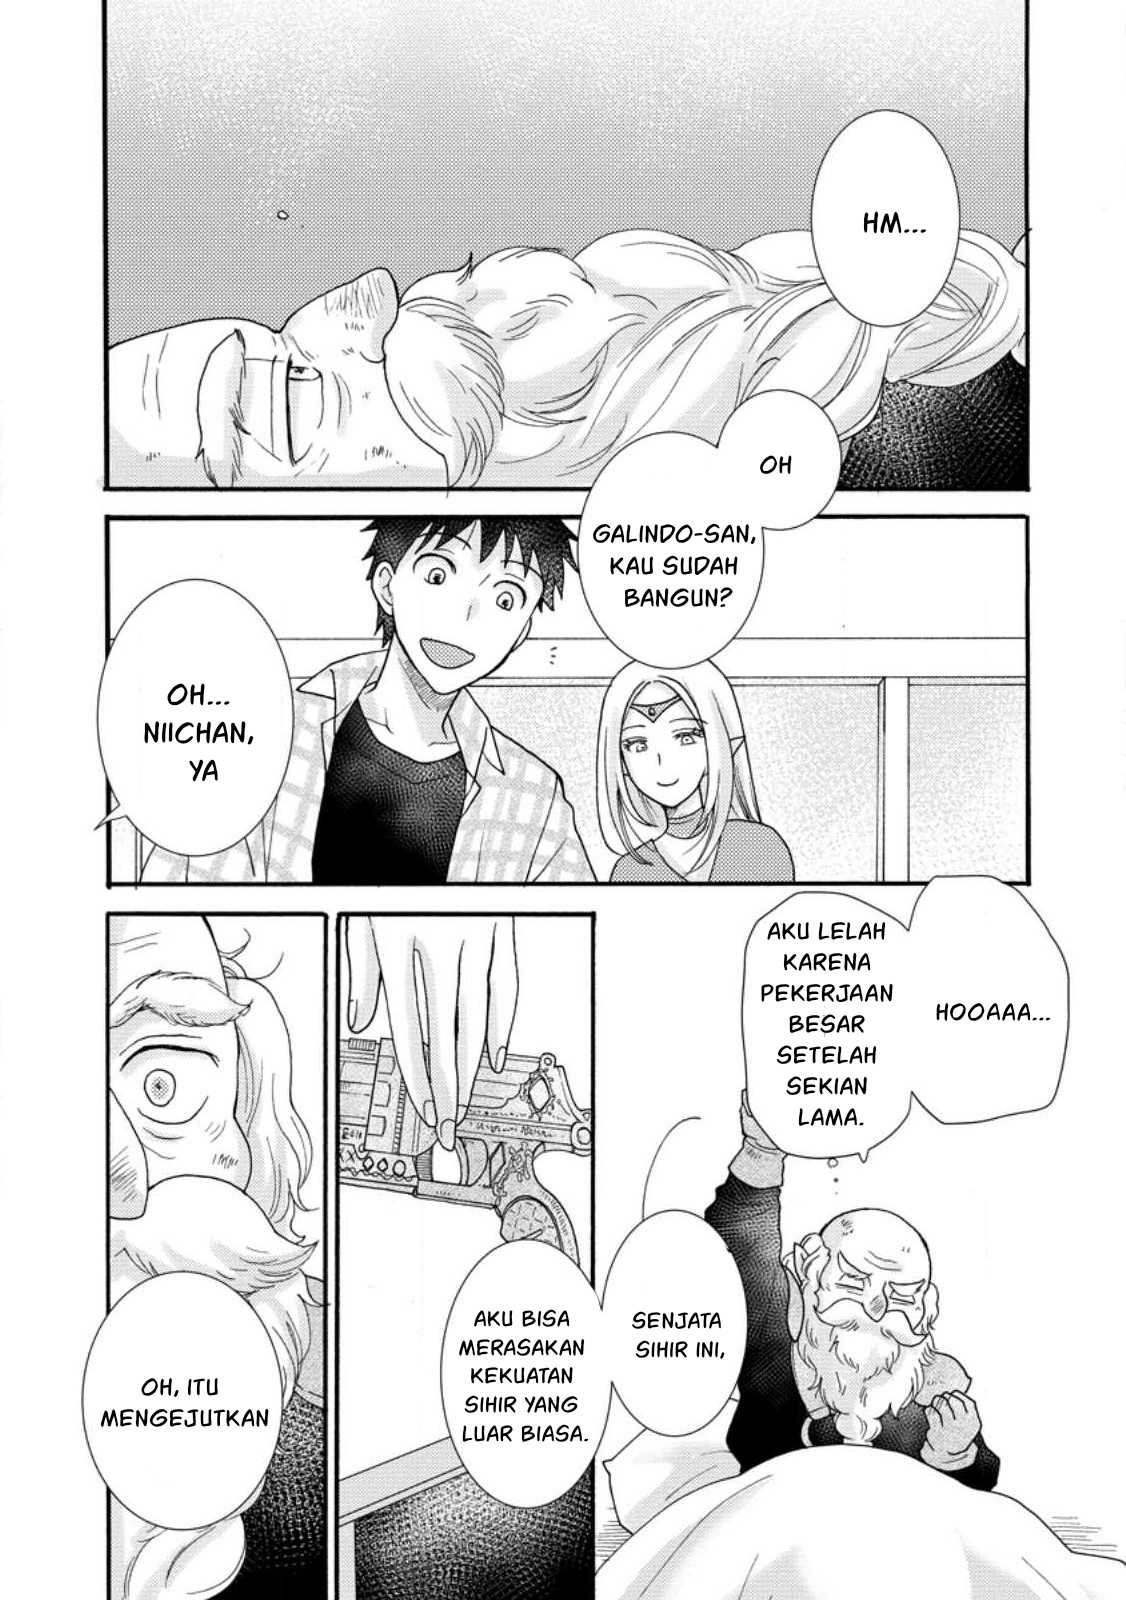 HM...
OH
GALINDO-SAN,
KAU SUDAH
BANGUN?
OH...
NIICHAN,
YA
HOOAAA...
AKU LELAH
KARENA
PEKERJAAN
BESAR
SETELAH
SEKIAN
LAMA.
SENJATA
SIHIR INI,
AKU BISA
MERASAKAN
KEKUATAN
SIHIR YANG
LUAR BIASA.
OH, ITU
MENGEJUTKAN